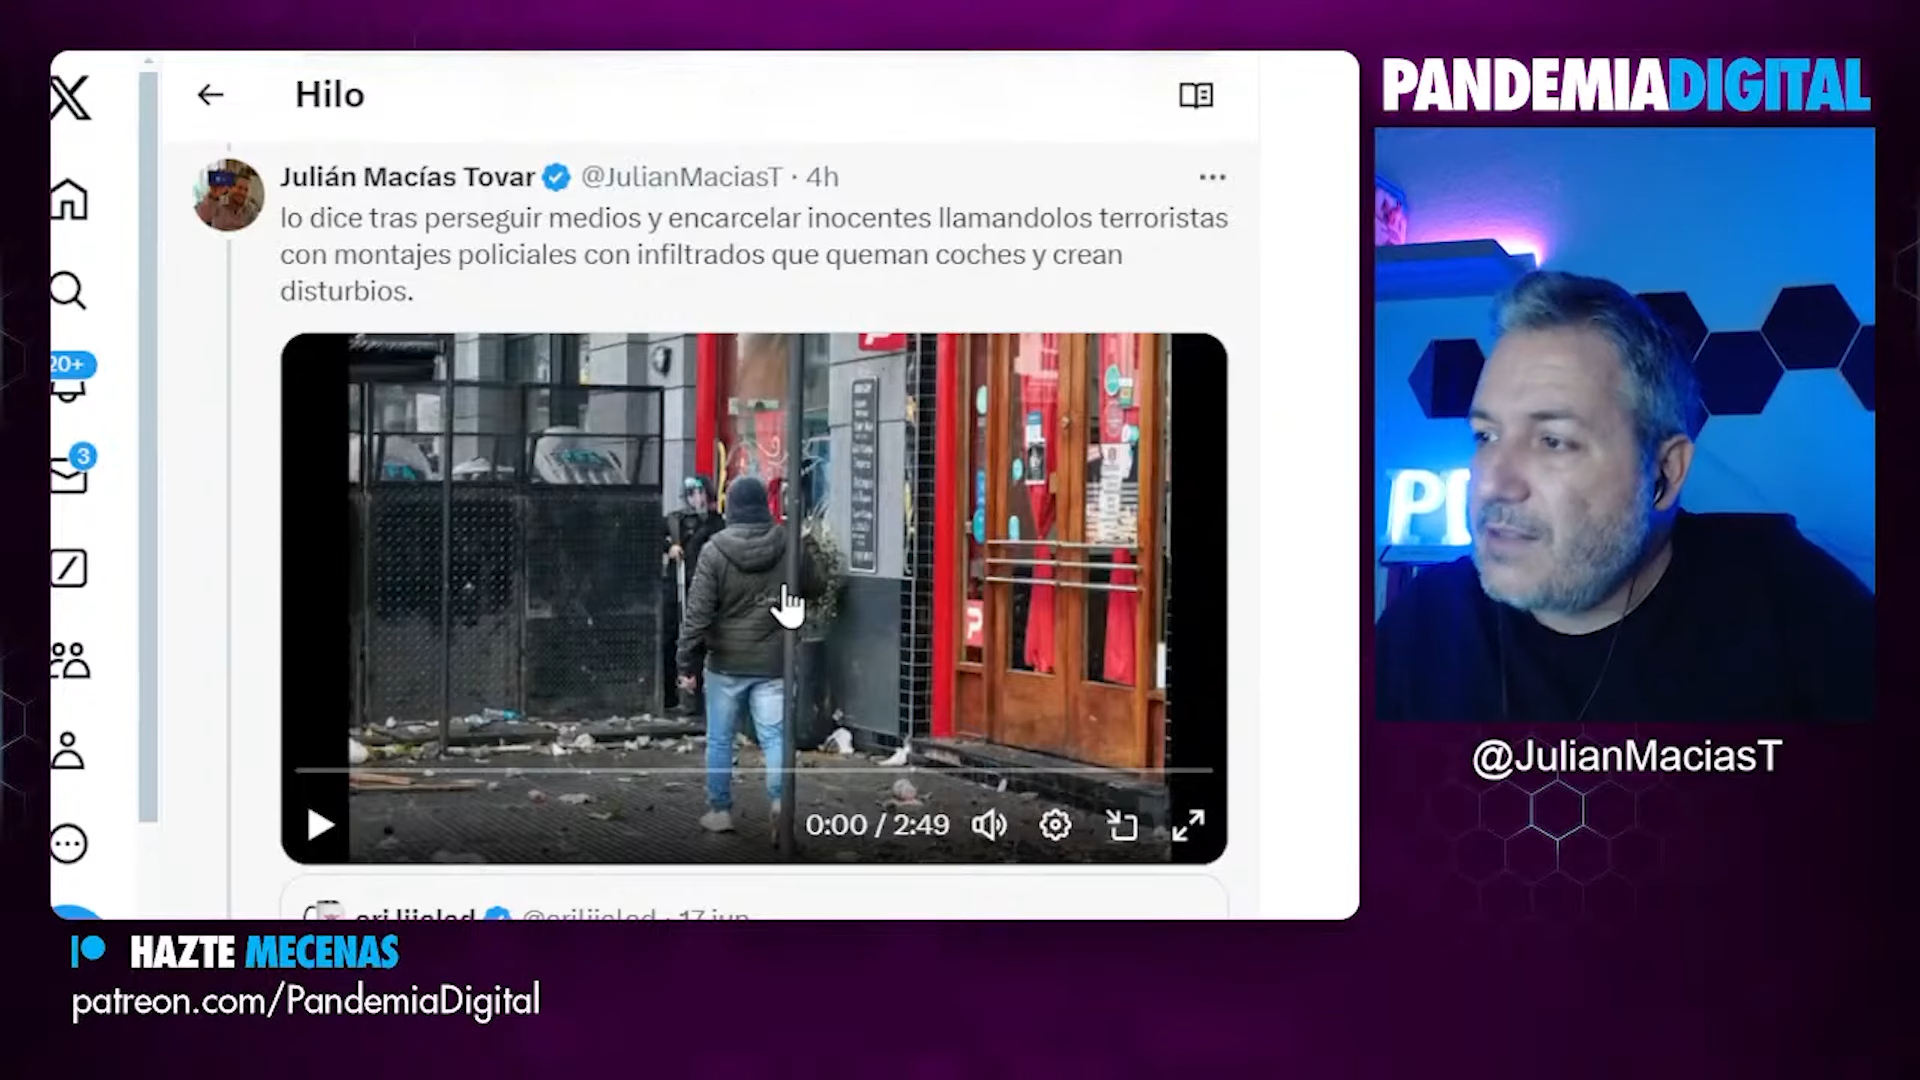 Hilo
PANDEMIADIGITAL
Julián Macías Tovar @JulianMaciasT · 4h
lo dice tras perseguir medios y encarcelar inocentes llamandolos terroristas
con montajes policiales con infiltrados que queman coches y crean
disturbios.
20+
3
0:00 / 2:49
@JulianMaciasT
HAZTE MECENAS
patreon.com/PandemiaDigital